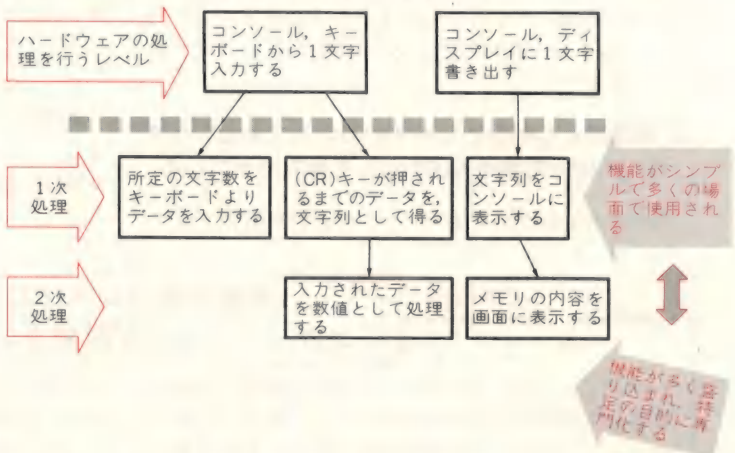 ハードウェアの処
理を行うレベル
コンソール，キー
ボードから1文字
入力する
コンソール，ディ
スプレイに1文字
書き出す
1次
処理
所定の文字数を
キーボードより
データを入力する
(CR)キーが押され
るまでのデータを，
文字列として得る
文字列をコ
ンソールに
表示する
機能がシンプ
ルで多くの場
面で使用され
る
2次
処理
入力されたデータ
を数値として処理
する
メモリの内容を
画面に表示する
機能が多く盛
り込まれ，特
定の目的に専
門化する